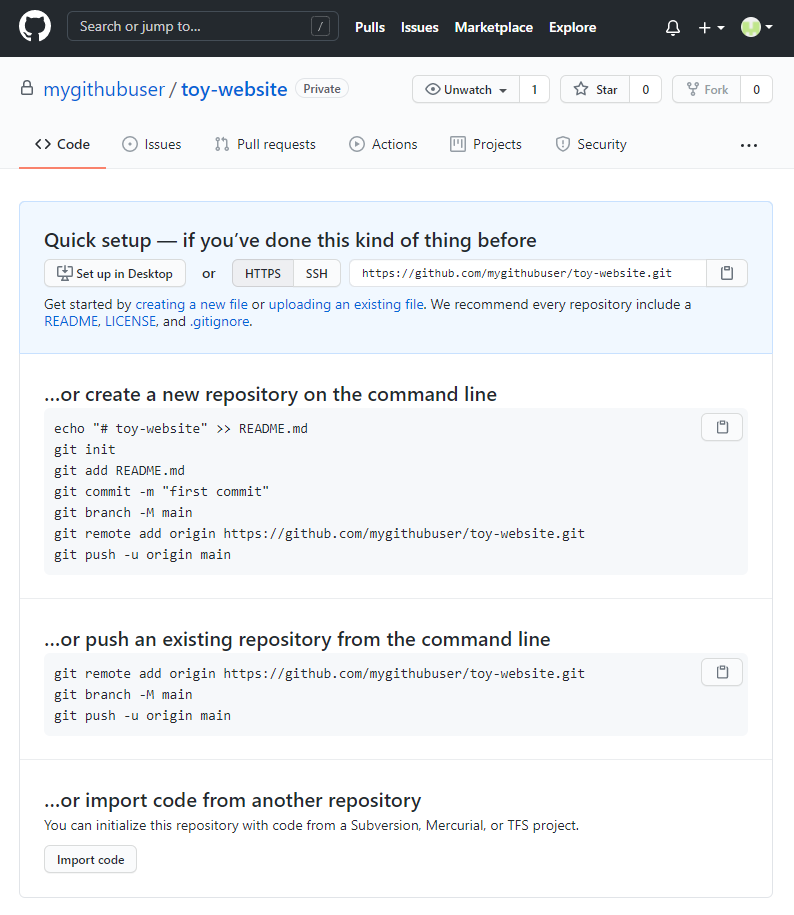 Search or jump to... /
Pulls Issues Marketplace Explore
mygithubuser / toy-website Private
Unwatch 1 Star 0 Fork 0
Code Issues Pull requests Actions Projects Security ...
Quick setup — if you’ve done this kind of thing before
Set up in Desktop or HTTPS SSH https://github.com/mygithubuser/toy-website.git
Get started by creating a new file or uploading an existing file. We recommend every repository include a
README, LICENSE, and .gitignore.
…or create a new repository on the command line
echo "# toy-website" >> README.md
git init
git add README.md
git commit -m "first commit"
git branch -M main
git remote add origin https://github.com/mygithubuser/toy-website.git
git push -u origin main
…or push an existing repository from the command line
git remote add origin https://github.com/mygithubuser/toy-website.git
git branch -M main
git push -u origin main
…or import code from another repository
You can initialize this repository with code from a Subversion, Mercurial, or TFS project.
Import code